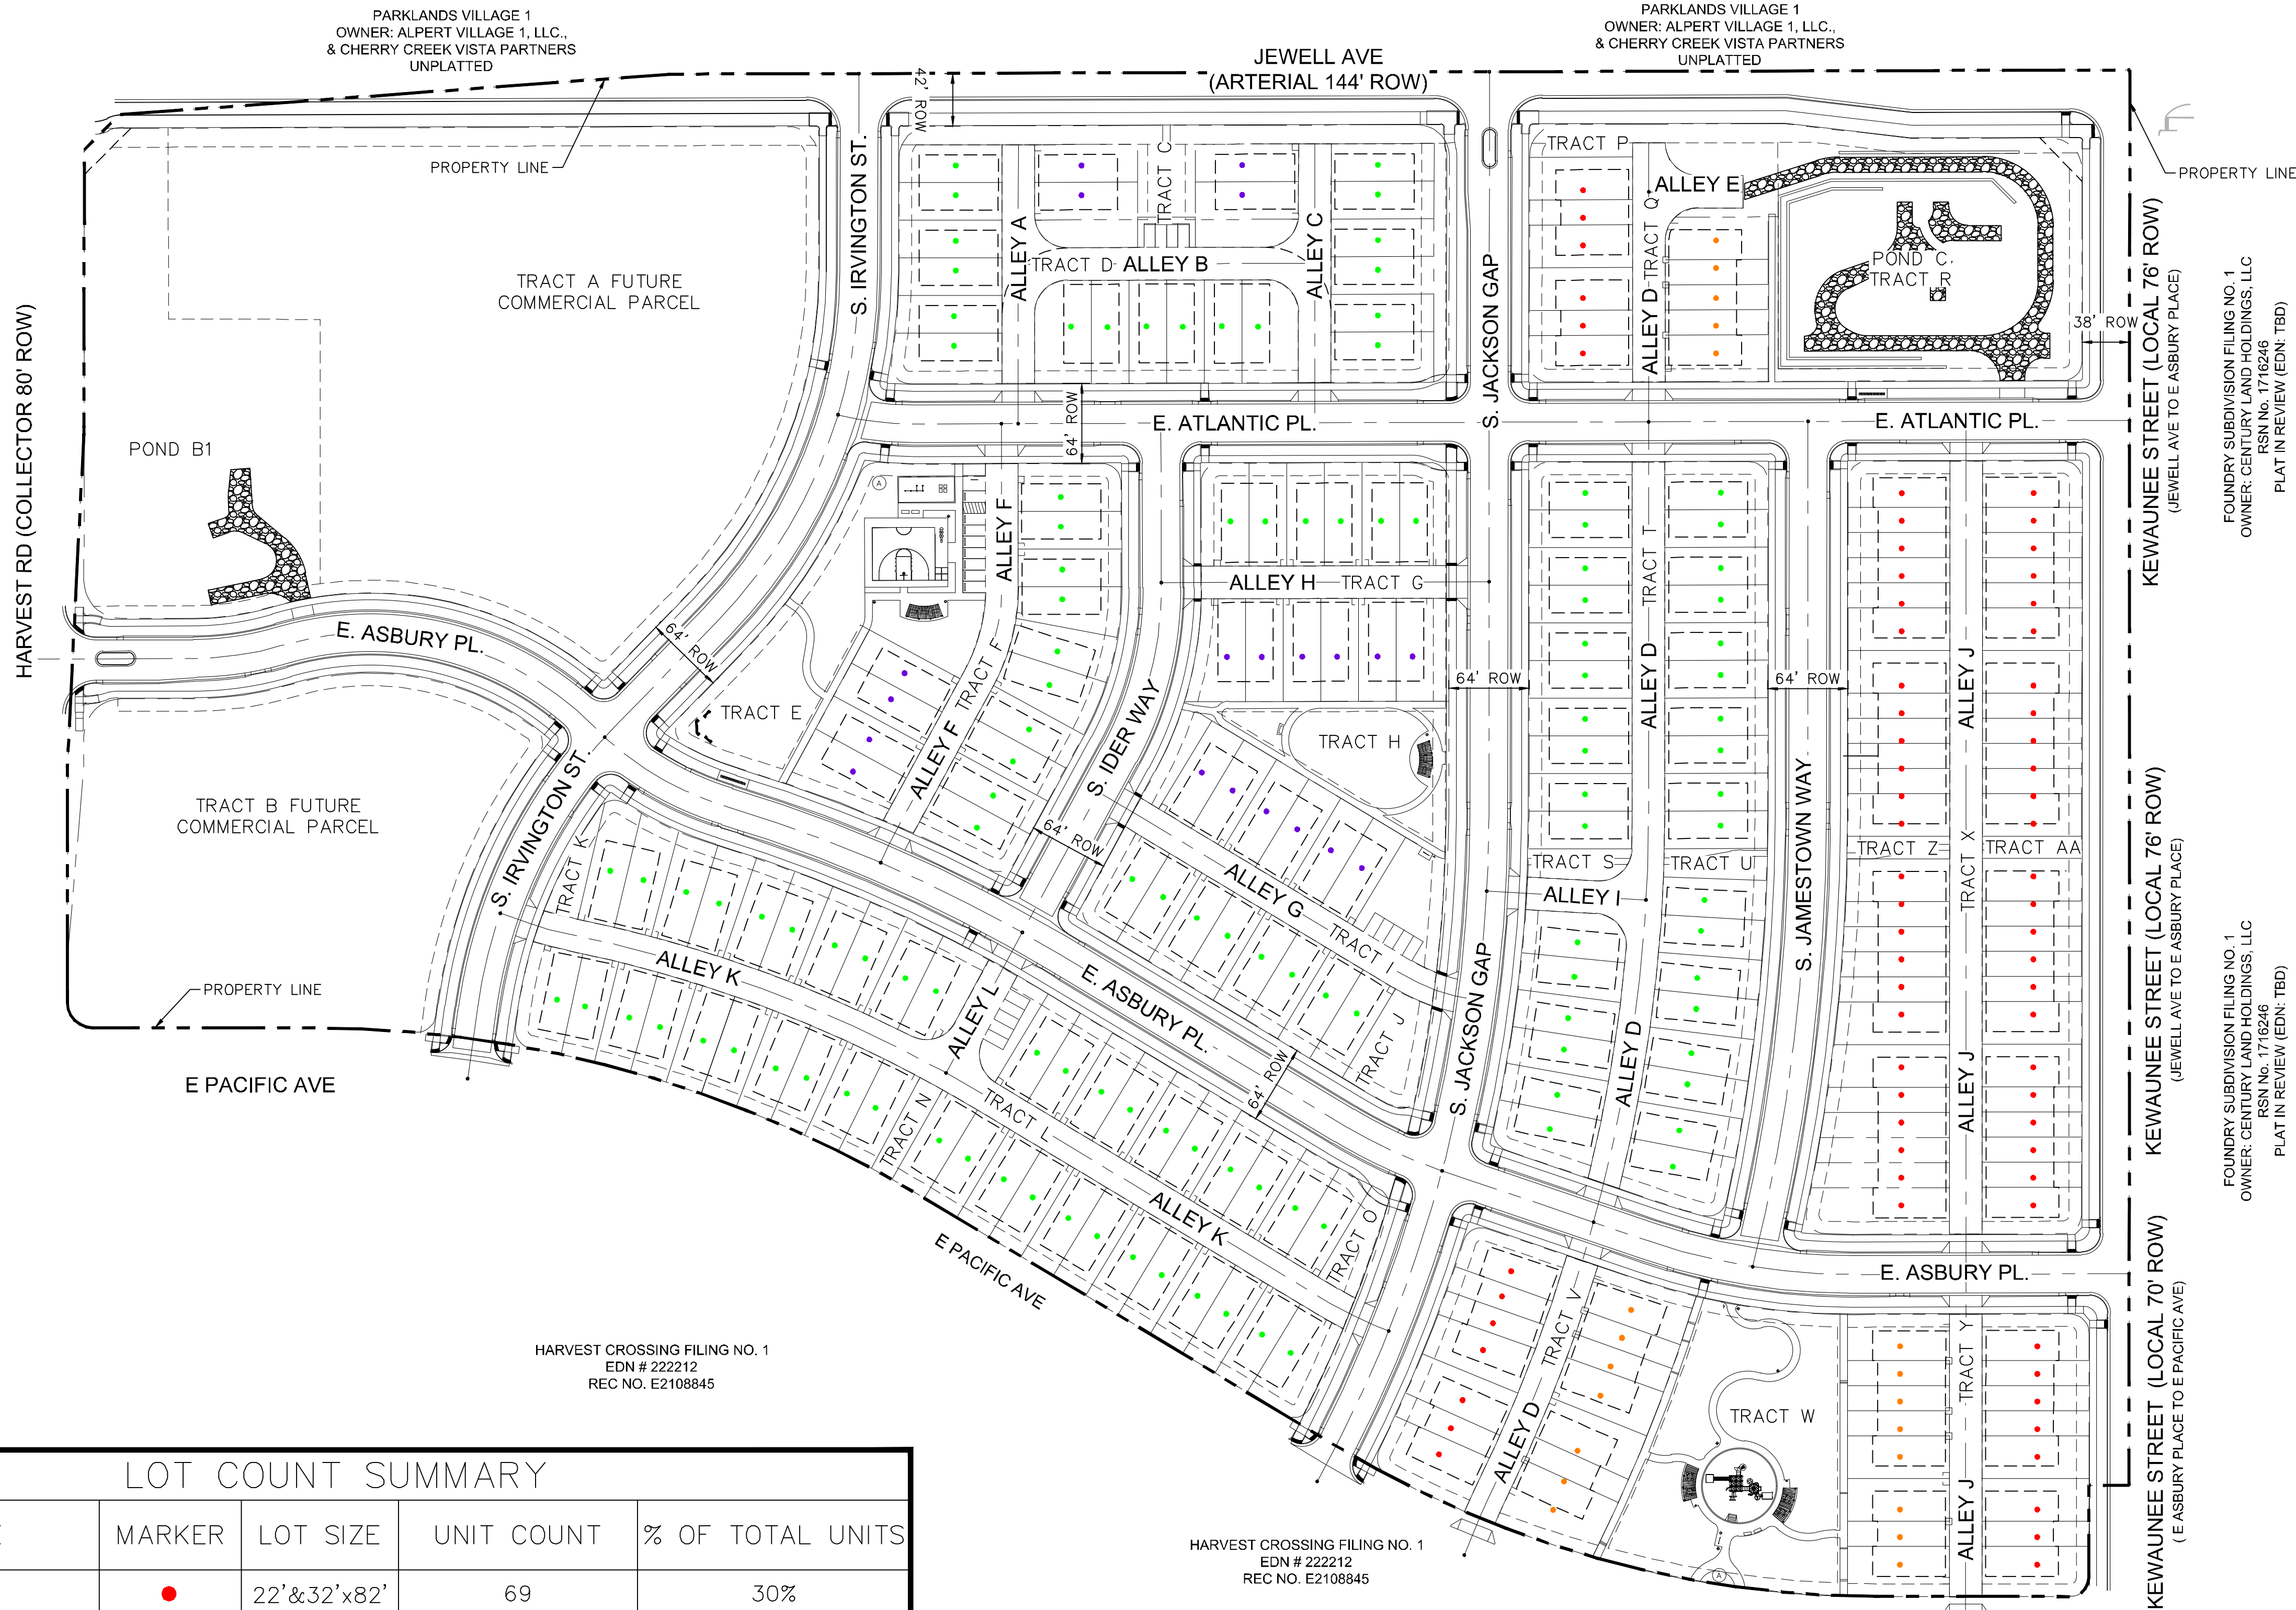 PARKLANDS VILLAGE 1
OWNER: ALPERT VILLAGE 1, LLC.,
& CHERRY CREEK VISTA PARTNERS
UNPLATTED
JEWELL AVE
(ARTERIAL 144' ROW)
PARKLANDS VILLAGE 1
OWNER: ALPERT VILLAGE 1, LLC.,
& CHERRY CREEK VISTA PARTNERS
UNPLATTED
42' ROW
PROPERTY LINE
PROPERTY LINE
S. IRVINGTON ST.
TRACT C
TRACT P
ALLEY E
TRACT Q
ALLEY A
ALLEY C
TRACT D
ALLEY B
S. JACKSON GAP
ALLEY D
POND C,
TRACT R
38' ROW
KEWAUNEE STREET (LOCAL 76' ROW)
(JEWELL AVE TO E ASBURY PLACE)
FOUNDRY SUBDIVISION FILING NO. 1
OWNER: CENTURY LAND HOLDINGS, LLC
RSN No. 1716246
PLAT IN REVIEW (EDN: TBD)
TRACT A FUTURE
COMMERCIAL PARCEL
HARVEST RD (COLLECTOR 80' ROW)
POND B1
64' ROW
E. ATLANTIC PL.
E. ATLANTIC PL.
A
ALLEY F
ALLEY H
TRACT G
TRACT T
E. ASBURY PL.
64' ROW
TRACT F
TRACT E
ALLEY F
S. IDER WAY
64' ROW
TRACT H
ALLEY D
64' ROW
ALLEY J
TRACT B FUTURE
COMMERCIAL PARCEL
S. IRVINGTON ST.
TRACT K
64' ROW
ALLEY G
TRACT I
TRACT S
TRACT U
ALLEY I
S. JAMESTOWN WAY
TRACT Z
TRACT X
TRACT AA
KEWAUNEE STREET (LOCAL 76' ROW)
(JEWELL AVE TO E ASBURY PLACE)
FOUNDRY SUBDIVISION FILING NO. 1
OWNER: CENTURY LAND HOLDINGS, LLC
RSN No. 1716246
PLAT IN REVIEW (EDN: TBD)
PROPERTY LINE
ALLEY K
ALLEY L
E. ASBURY PL.
TRACT J
S. JACKSON GAP
ALLEY D
ALLEY J
E PACIFIC AVE
TRACT N
TRACT L
64' ROW
ALLEY K
TRACT O
E PACIFIC AVE
E. ASBURY PL.
TRACT V
TRACT Y
TRACT W
ALLEY D
ALLEY J
A
KEWAUNEE STREET (LOCAL 70' ROW)
( E ASBURY PLACE TO E PACIFIC AVE)
HARVEST CROSSING FILING NO. 1
EDN # 222212
REC NO. E2108845
HARVEST CROSSING FILING NO. 1
EDN # 222212
REC NO. E2108845
LOT COUNT SUMMARY
MARKER LOT SIZE UNIT COUNT % OF TOTAL UNITS
22'&32'x82' 69 30%